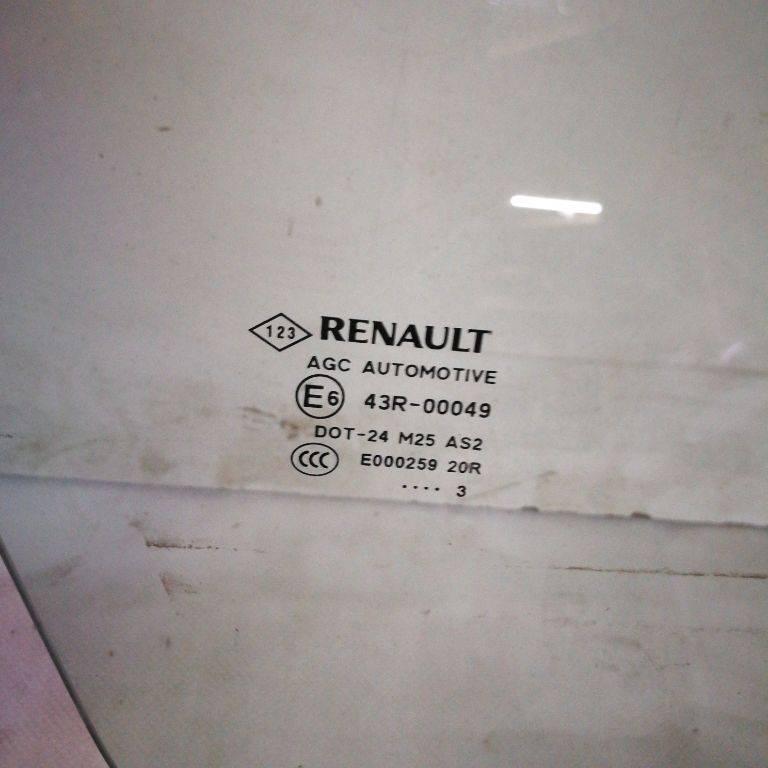 123 RENAULT
AGC AUTOMOTIVE
E6 43R-00049
DOT-24 M25 AS2
CCC E000259 20R
.... 3